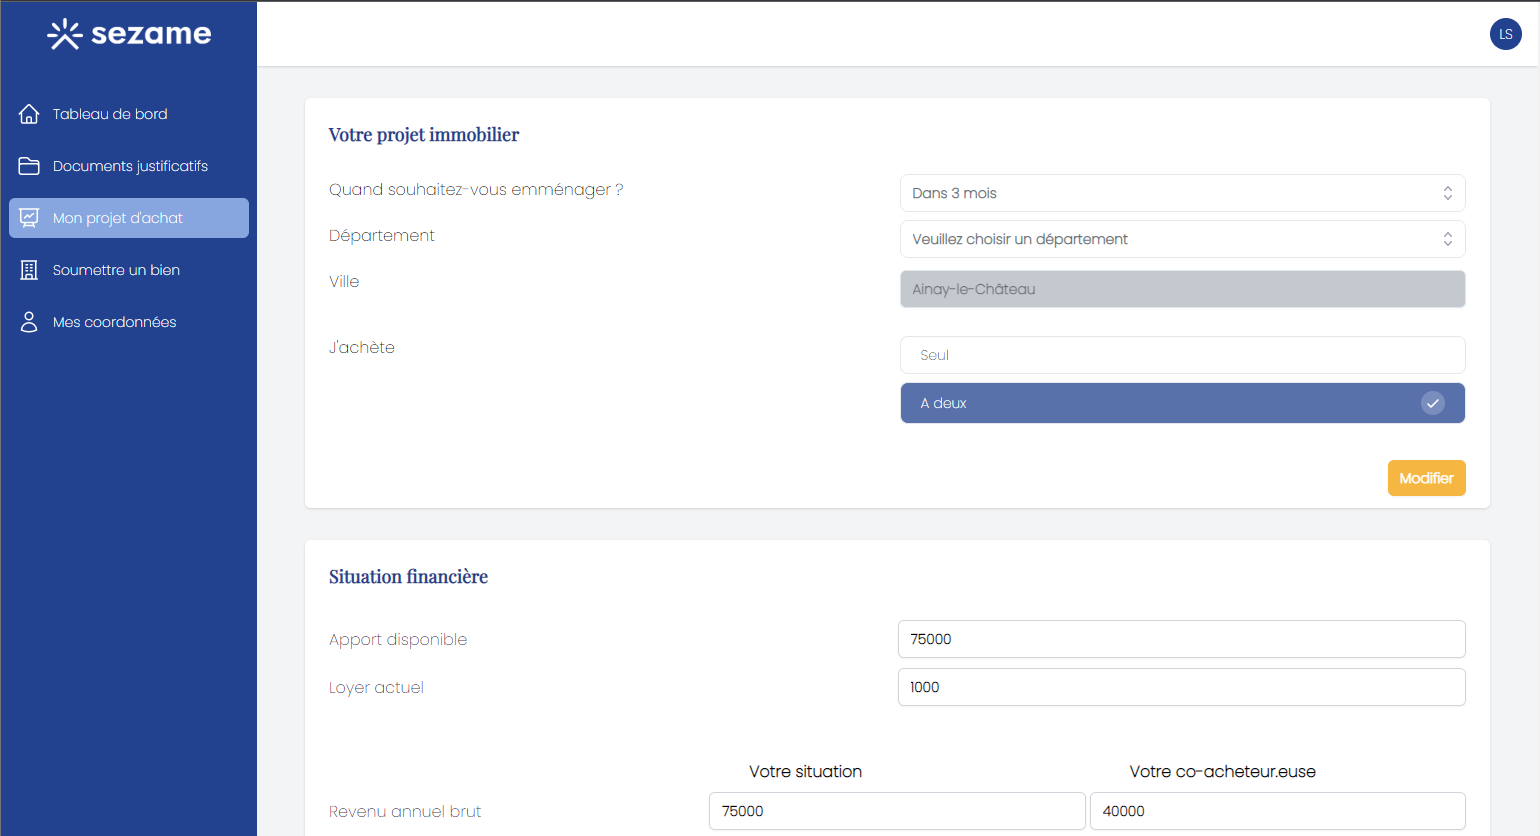 sezame
LS
Tableau de bord
Documents justificatifs
Mon projet d'achat
Soumettre un bien
Mes coordonnées
Votre projet immobilier
Quand souhaitez-vous emménager ?
Dans 3 mois
Département
Veuillez choisir un département
Ville
Ainay-le-Château
J'achète
Seul
A deux
Modifier
Situation financière
Apport disponible
75000
Loyer actuel
1000
Votre situation
Votre co-acheteur.euse
Revenu annuel brut
75000
40000